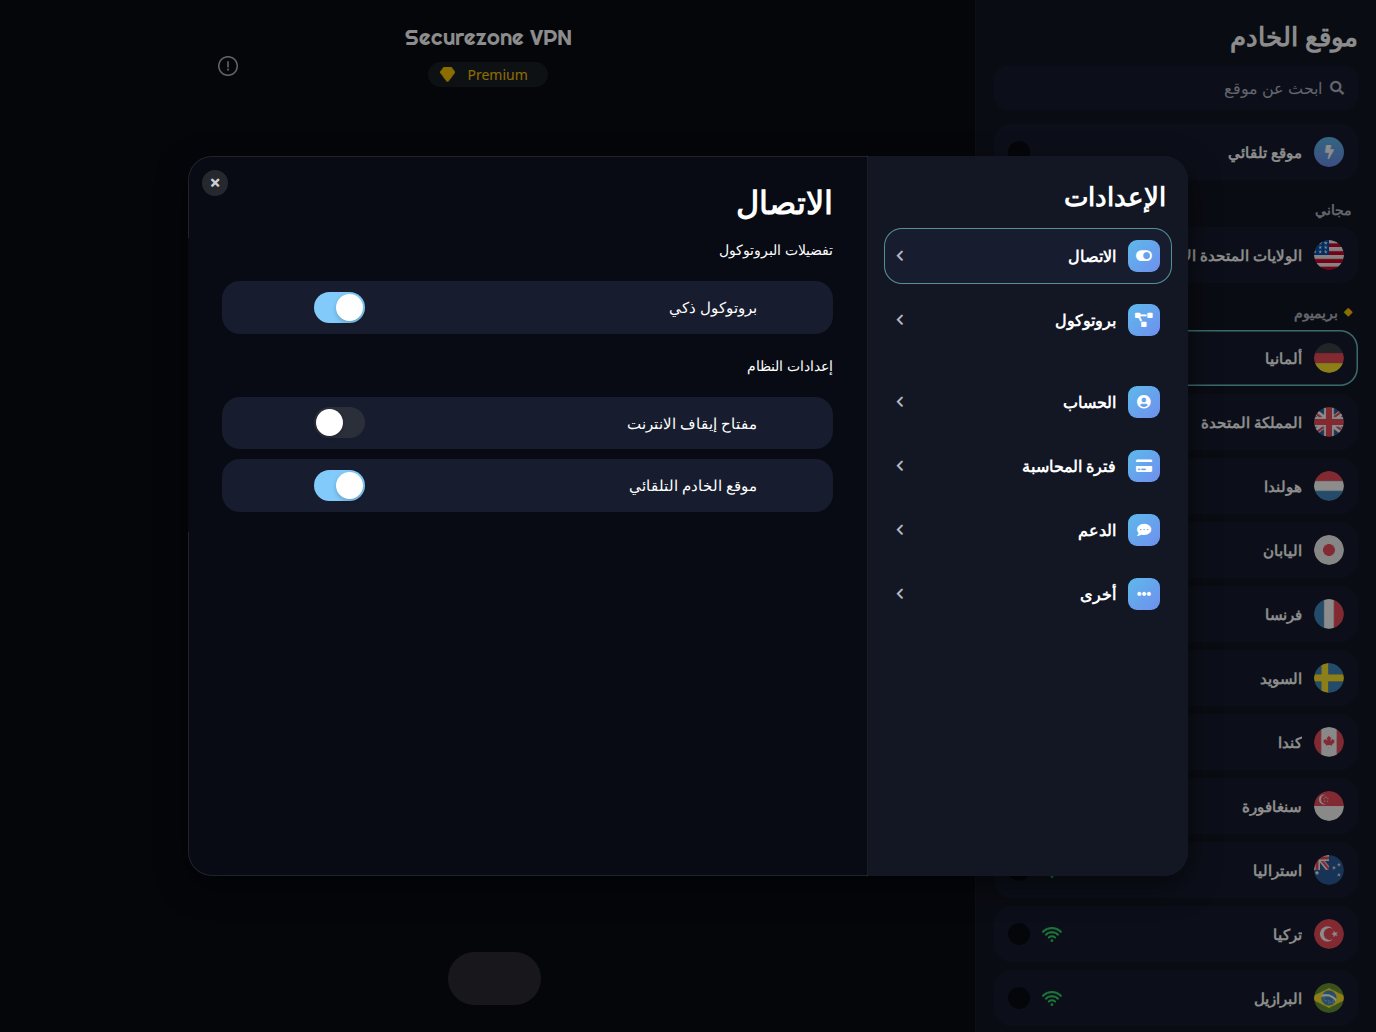 Securezone VPN
Premium
موقع الخادم
ابحث عن موقع
موقع تلقائي
مجاني
الولايات المتحدة
بريميوم
ألمانيا
المملكة المتحدة
هولندا
اليابان
فرنسا
السويد
كندا
سنغافورة
استراليا
تركيا
البرازيل
الإعدادات
الاتصال
بروتوكول
الحساب
فترة المحاسبة
الدعم
أخرى
الاتصال
تفضيلات البروتوكول
بروتوكول ذكي
إعدادات النظام
مفتاح إيقاف الانترنت
موقع الخادم التلقائي